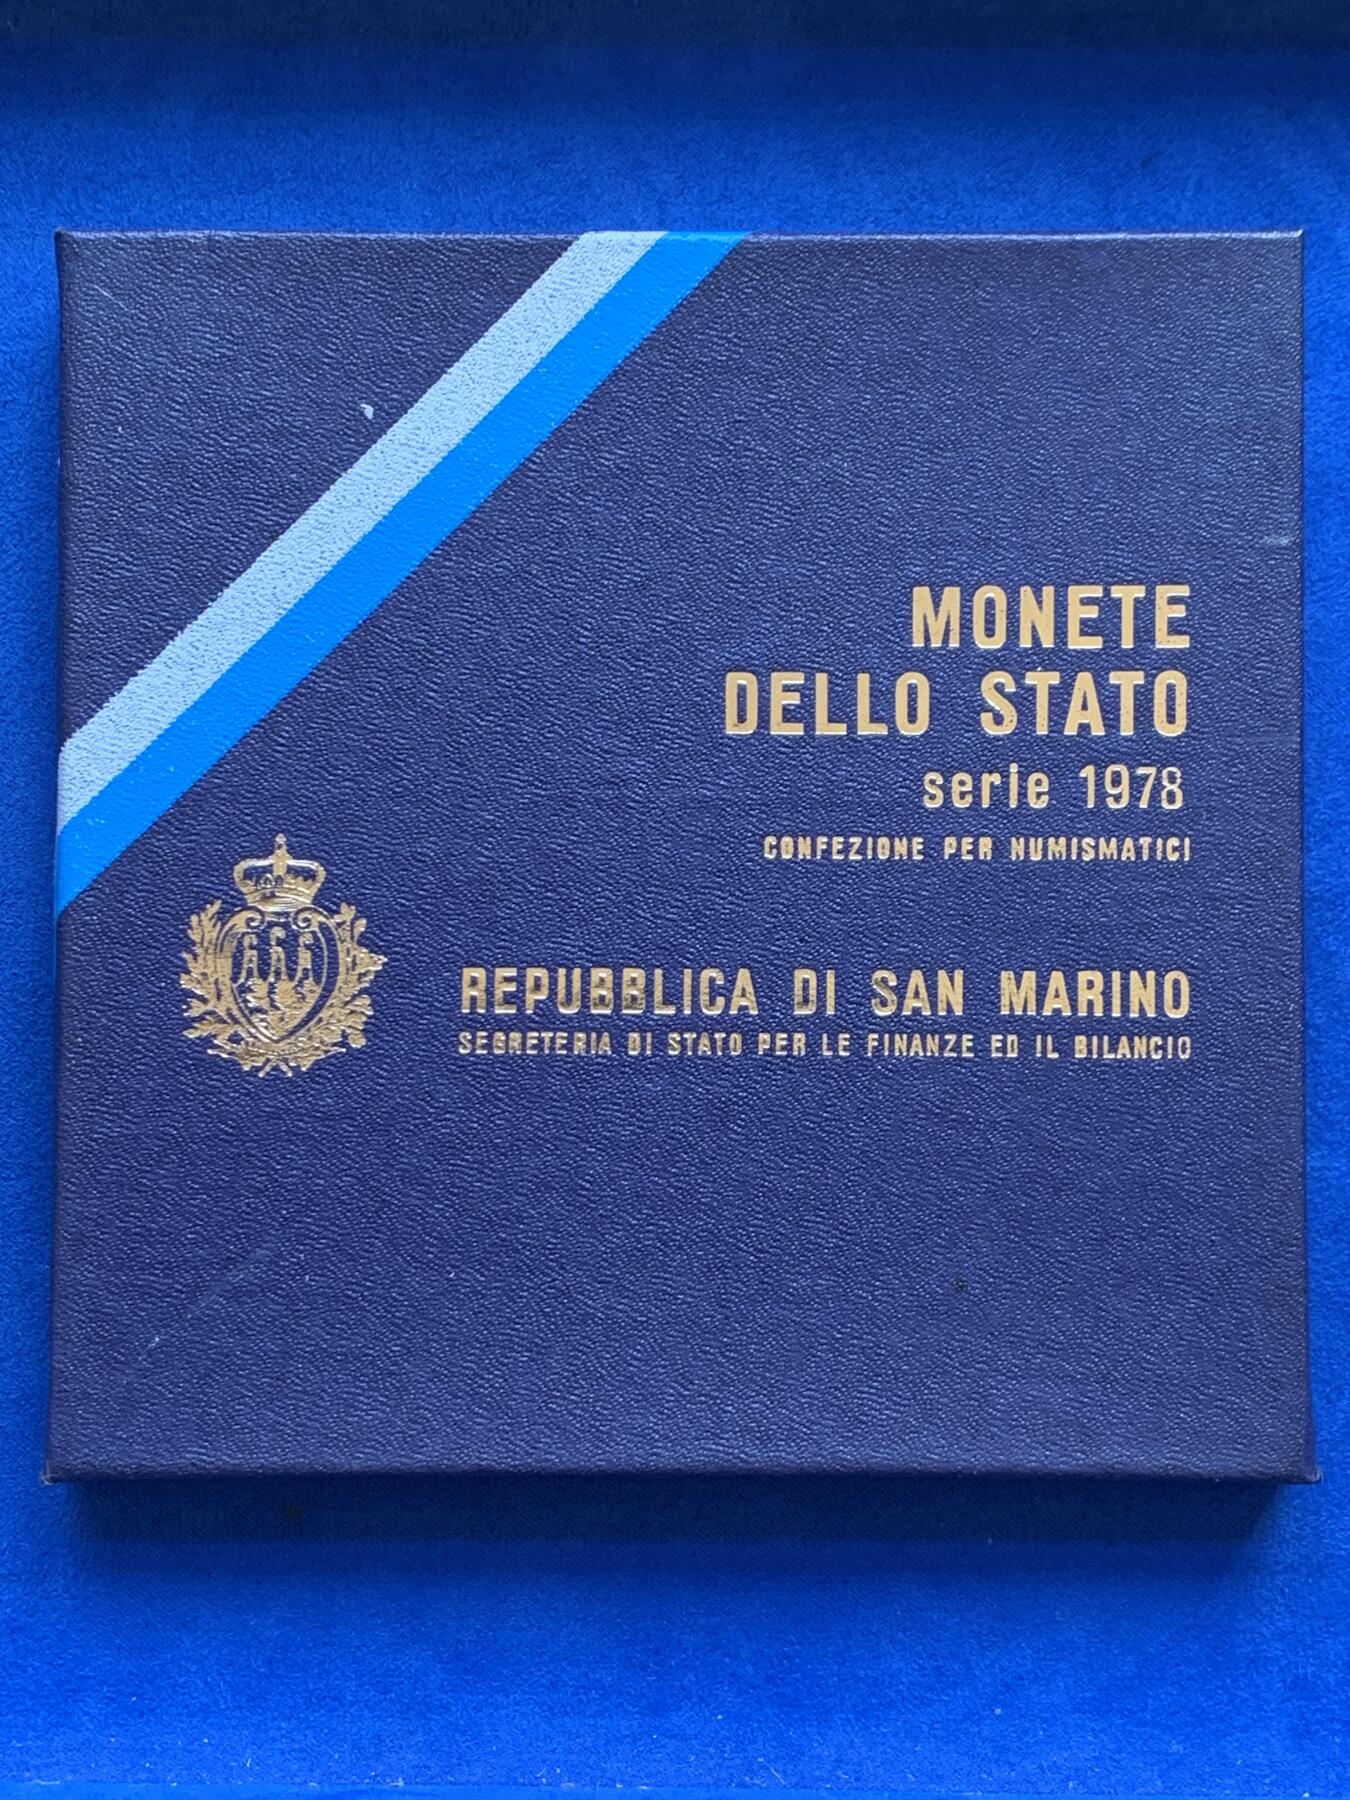 MONETE
DELLO STATO
serie 1978
CONFEZIONE PER NUMISMATICI
REPUBBLICA DI SAN MARINO
SEGRETERIA DI STATO PER LE FINANZE ED IL BILANCIO